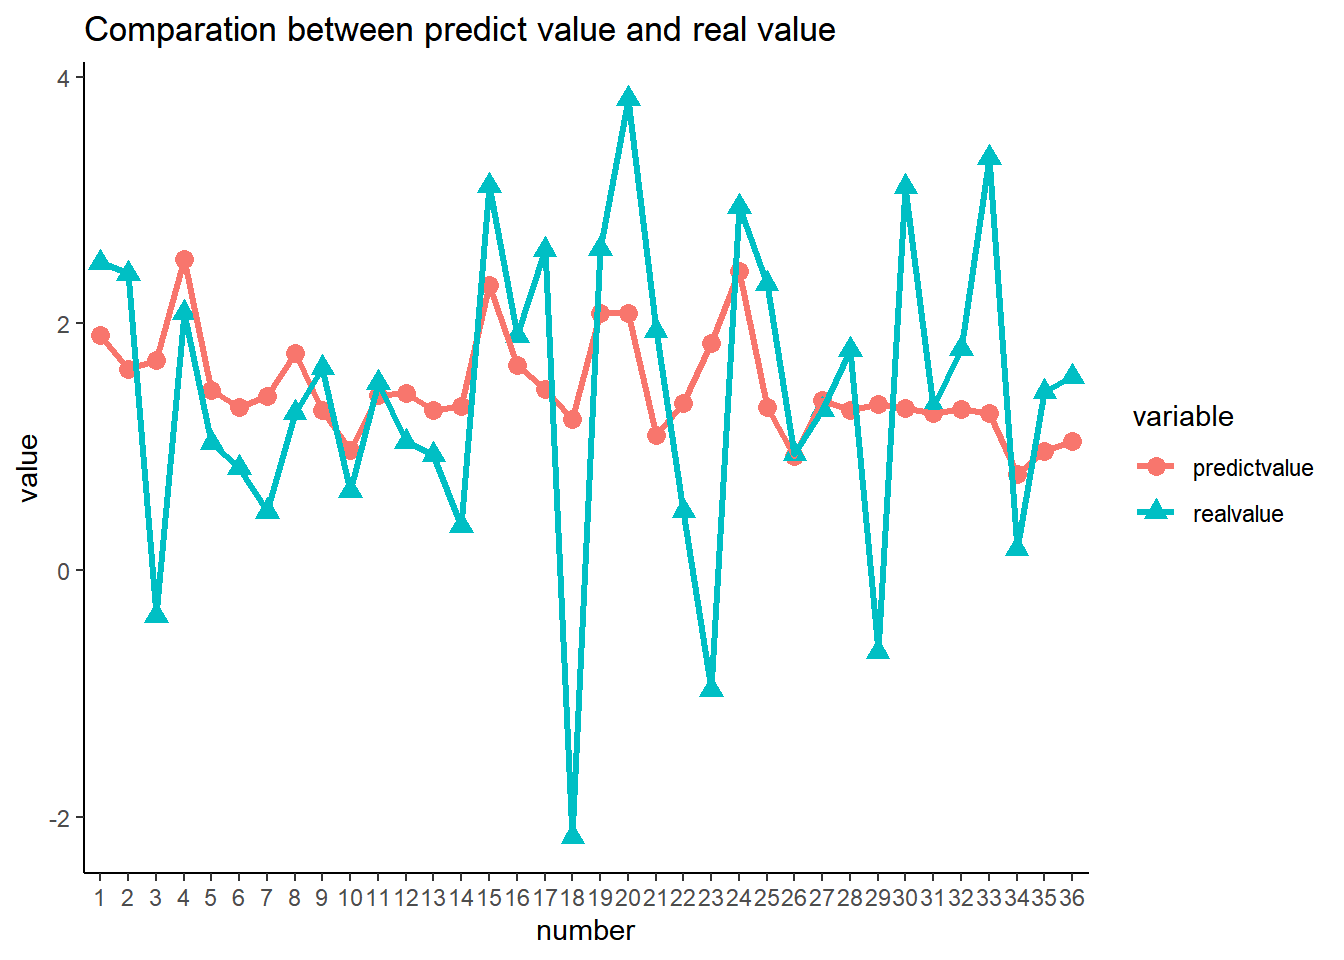 Comparation between predict value and real value
4
2
0
-2
value
1 2 3 4 5 6 7 8 9 10 11 12 13 14 15 16 17 18 19 20 21 22 23 24 25 26 27 28 29 30 31 32 33 34 35 36
number
variable
predictvalue
realvalue